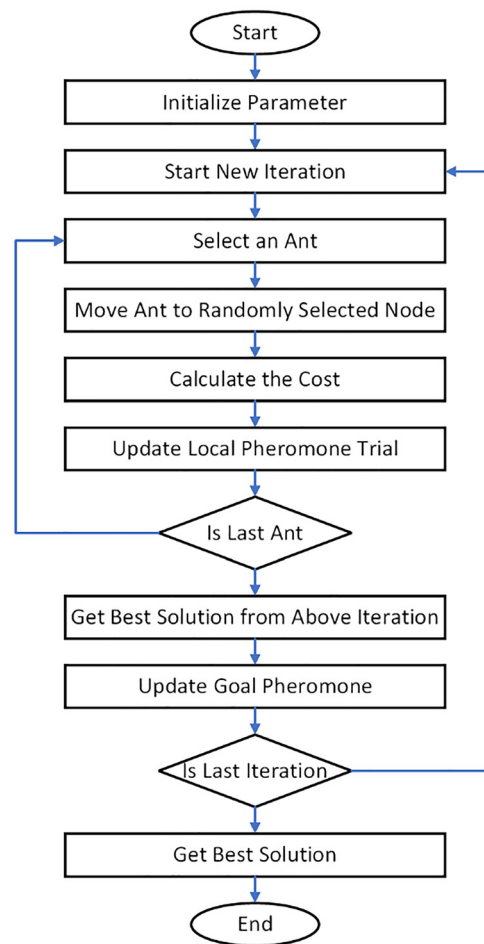 Start
Initialize Parameter
Start New Iteration
Select an Ant
Move Ant to Randomly Selected Node
Calculate the Cost
Update Local Pheromone Trial
Is Last Ant
Get Best Solution from Above Iteration
Update Goal Pheromone
Is Last Iteration
Get Best Solution
End